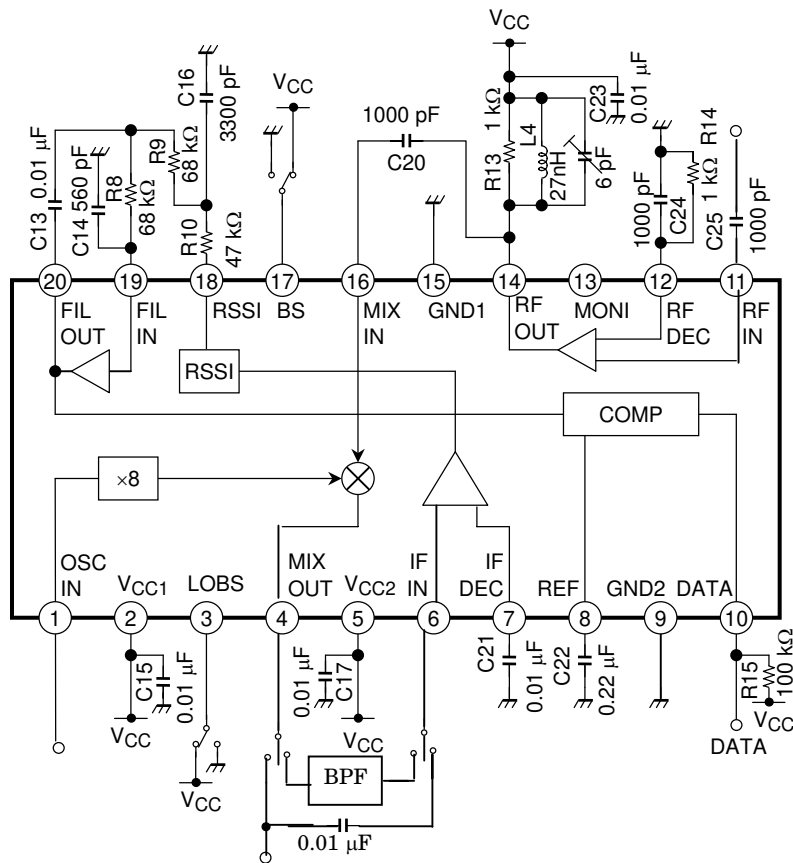 VCC
C16
3300 pF
VCC
1000 pF
C20
1 kΩ
R13
L4
27nH
6 pF
C23
0.01 μF
R14
1 kΩ
C24
1000 pF
C25
1000 pF
C13 0.01 μF
C14 560 pF
R8
68 kΩ
R9
68 kΩ
R10
47 kΩ
20
19
18
17
16
15
14
13
12
11
FIL OUT
FIL IN
RSSI
BS
MIX IN
GND1
RF OUT
MONI
RF DEC
RF IN
RSSI
COMP
×8
OSC IN
VCC1
LOBS
MIX OUT
VCC2
IF IN
IF DEC
REF
GND2
DATA
1
2
3
4
5
6
7
8
9
10
C15
0.01 μF
VCC
VCC
0.01 μF
C17
VCC
BPF
0.01 μF
C21
0.01 μF
C22
0.22 μF
R15
100 kΩ
VCC
DATA